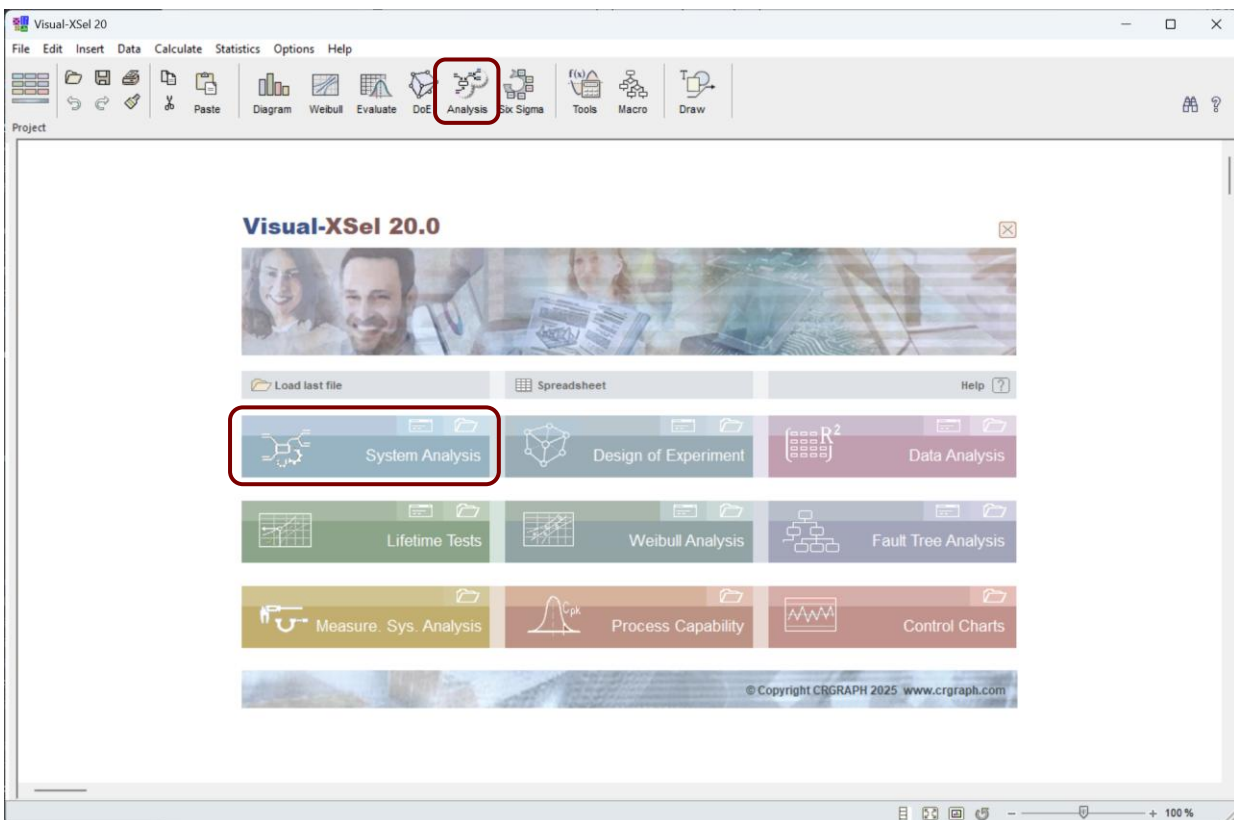 Visual-XSel 20
File Edit Insert Data Calculate Statistics Options Help
Paste Diagram Weibull Evaluate DoE Analysis Six Sigma Tools Macro Draw
Project
Visual-XSel 20.0
Load last file Spreadsheet Help ?
System Analysis Design of Experiment Data Analysis
Lifetime Tests Weibull Analysis Fault Tree Analysis
Measure. Sys. Analysis Process Capability Control Charts
© Copyright CRGRAPH 2025 www.crgraph.com
100 %